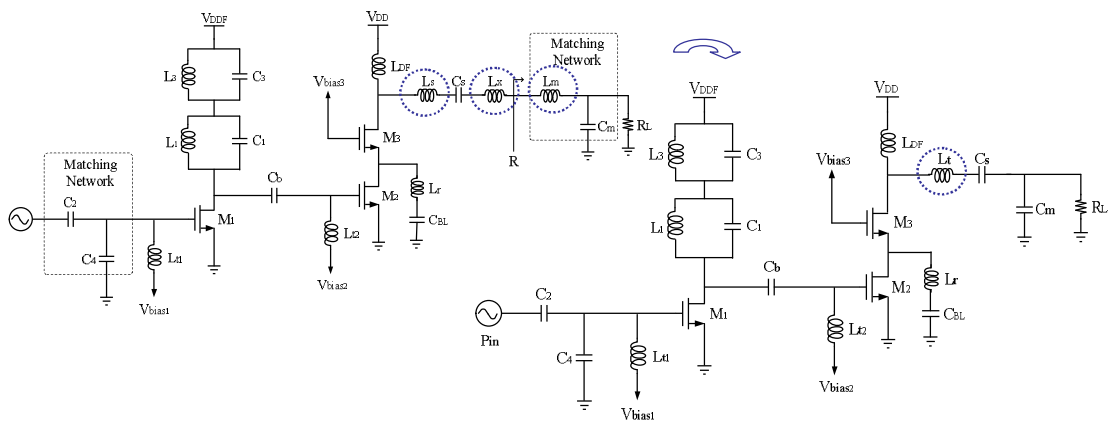 VDDF
L3
C3
L1
C1
Matching
Network
C2
C4
Lt1
Vbias1
M1
Cb
Lt2
Vbias2
VDD
LDF
Vbias3
M3
M2
Lr
CBL
Ls
Cs
Lx
R
Matching
Network
Lm
Cm
RL
VDDF
L3
C3
L1
C1
Pin
C2
C4
Lt1
Vbias1
M1
Cb
Lt2
Vbias2
VDD
LDF
Vbias3
M3
M2
Lr
CBL
Lt
Cs
Cm
RL